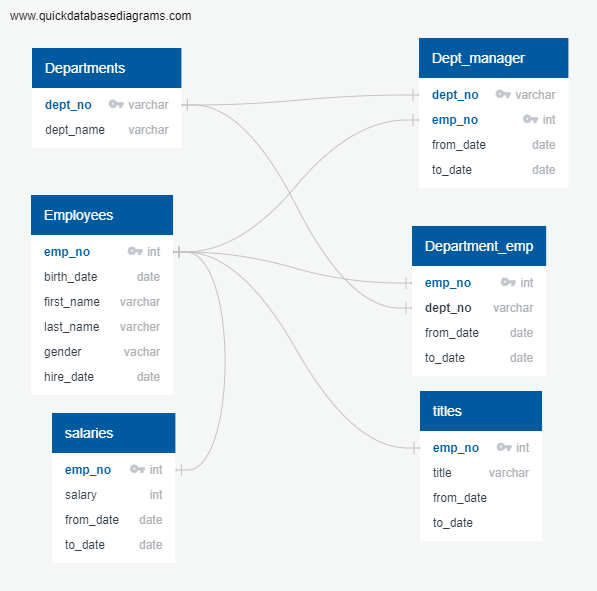 www.quickdatabasediagrams.com
Departments
dept_no varchar
dept_name varchar
Employees
emp_no int
birth_date date
first_name varchar
last_name varcher
gender vachar
hire_date date
salaries
emp_no int
salary int
from_date date
to_date date
Dept_manager
dept_no varchar
emp_no int
from_date date
to_date date
Department_emp
emp_no int
dept_no varchar
from_date date
to_date date
titles
emp_no int
title varchar
from_date
to_date